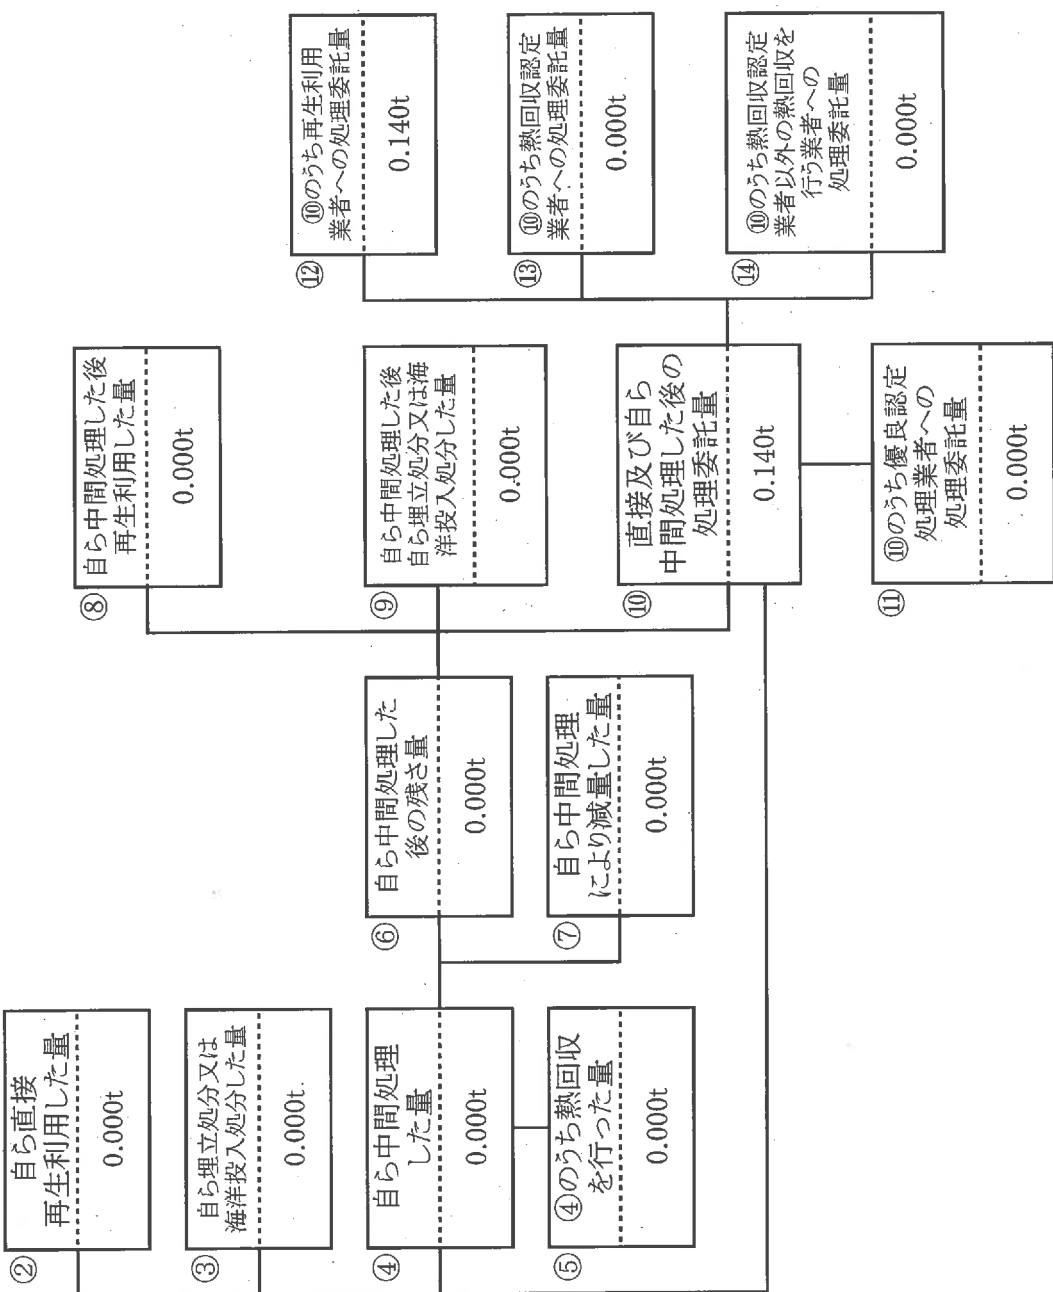 ②
自ら直接
再生利用した量
0.000t
③
自ら埋立処分又は
海洋投入処分した量
0.000t
④
自ら中間処理
した量
0.000t
⑤
④のうち熱回収
を行った量
0.000t
⑥
自ら中間処理した
後の残さ量
0.000t
⑦
自ら中間処理
により減量した量
0.000t
⑧
自ら中間処理した後
再生利用した量
0.000t
⑨
自ら中間処理した後
自ら埋立処分又は海
洋投入処分した量
0.000t
⑩
直接及び自ら
中間処理した後の
処理委託量
0.140t
⑪
⑩のうち優良認定
処理業者への
処理委託量
0.000t
⑫
⑩のうち再生利用
業者への処理委託量
0.140t
⑬
⑩のうち熱回収認定
業者への処理委託量
0.000t
⑭
⑩のうち熱回収認定
業者以外の熱回収を
行う業者への
処理委託量
0.000t